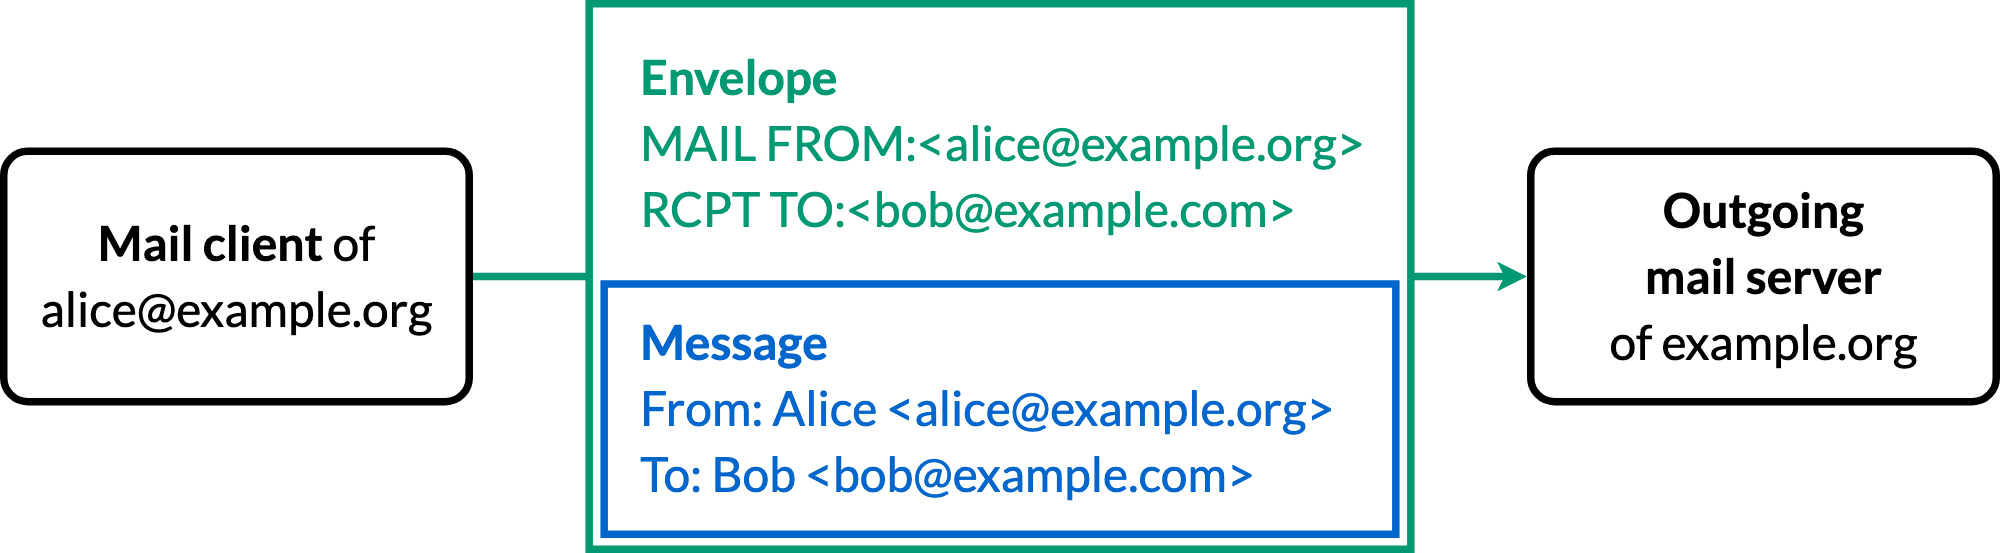 Mail client of
alice@example.org
Envelope
MAIL FROM:<alice@example.org>
RCPT TO:<bob@example.com>
Message
From: Alice <alice@example.org>
To: Bob <bob@example.com>
Outgoing
mail server
of example.org